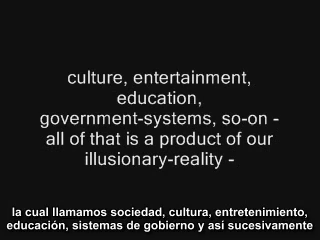 culture, entertainment,
education,
government-systems, so-on -
all of that is a product of our
illusionary-reality -
la cual llamamos sociedad, cultura, entretenimiento,
educación, sistemas de gobierno y así sucesivamente